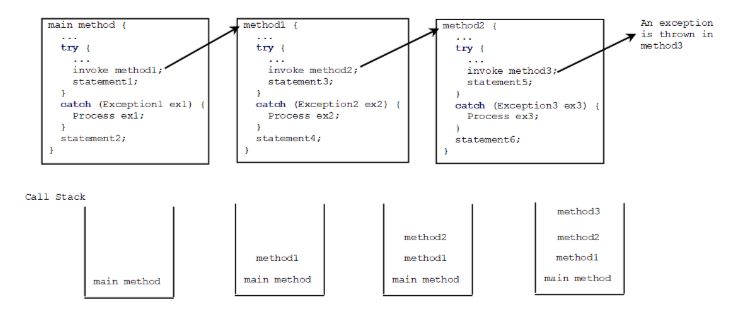 main method {
...
try {
...
invoke method1;
statement1;
}
catch (Exception1 ex1) {
Process ex1;
}
statement2;
}
method1 {
...
try {
...
invoke method2;
statement3;
}
catch (Exception2 ex2) {
Process ex2;
}
statement4;
}
method2 {
...
try {
...
invoke method3;
statement5;
}
catch (Exception3 ex3) {
Process ex3;
}
statement6;
}
An exception
is thrown in
method3
Call Stack
main method
method1
main method
method2
method1
main method
method3
method2
method1
main method